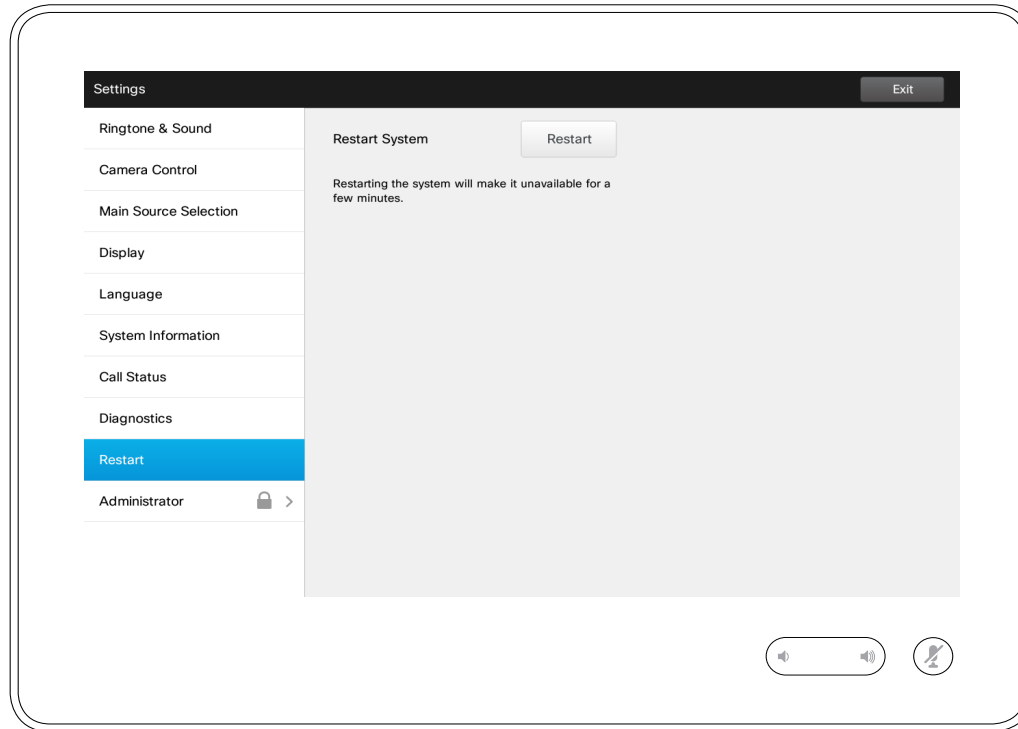 Settings
Exit
Ringtone & Sound
Camera Control
Main Source Selection
Display
Language
System Information
Call Status
Diagnostics
Restart
Administrator
Restart System
Restart
Restarting the system will make it unavailable for a
few minutes.